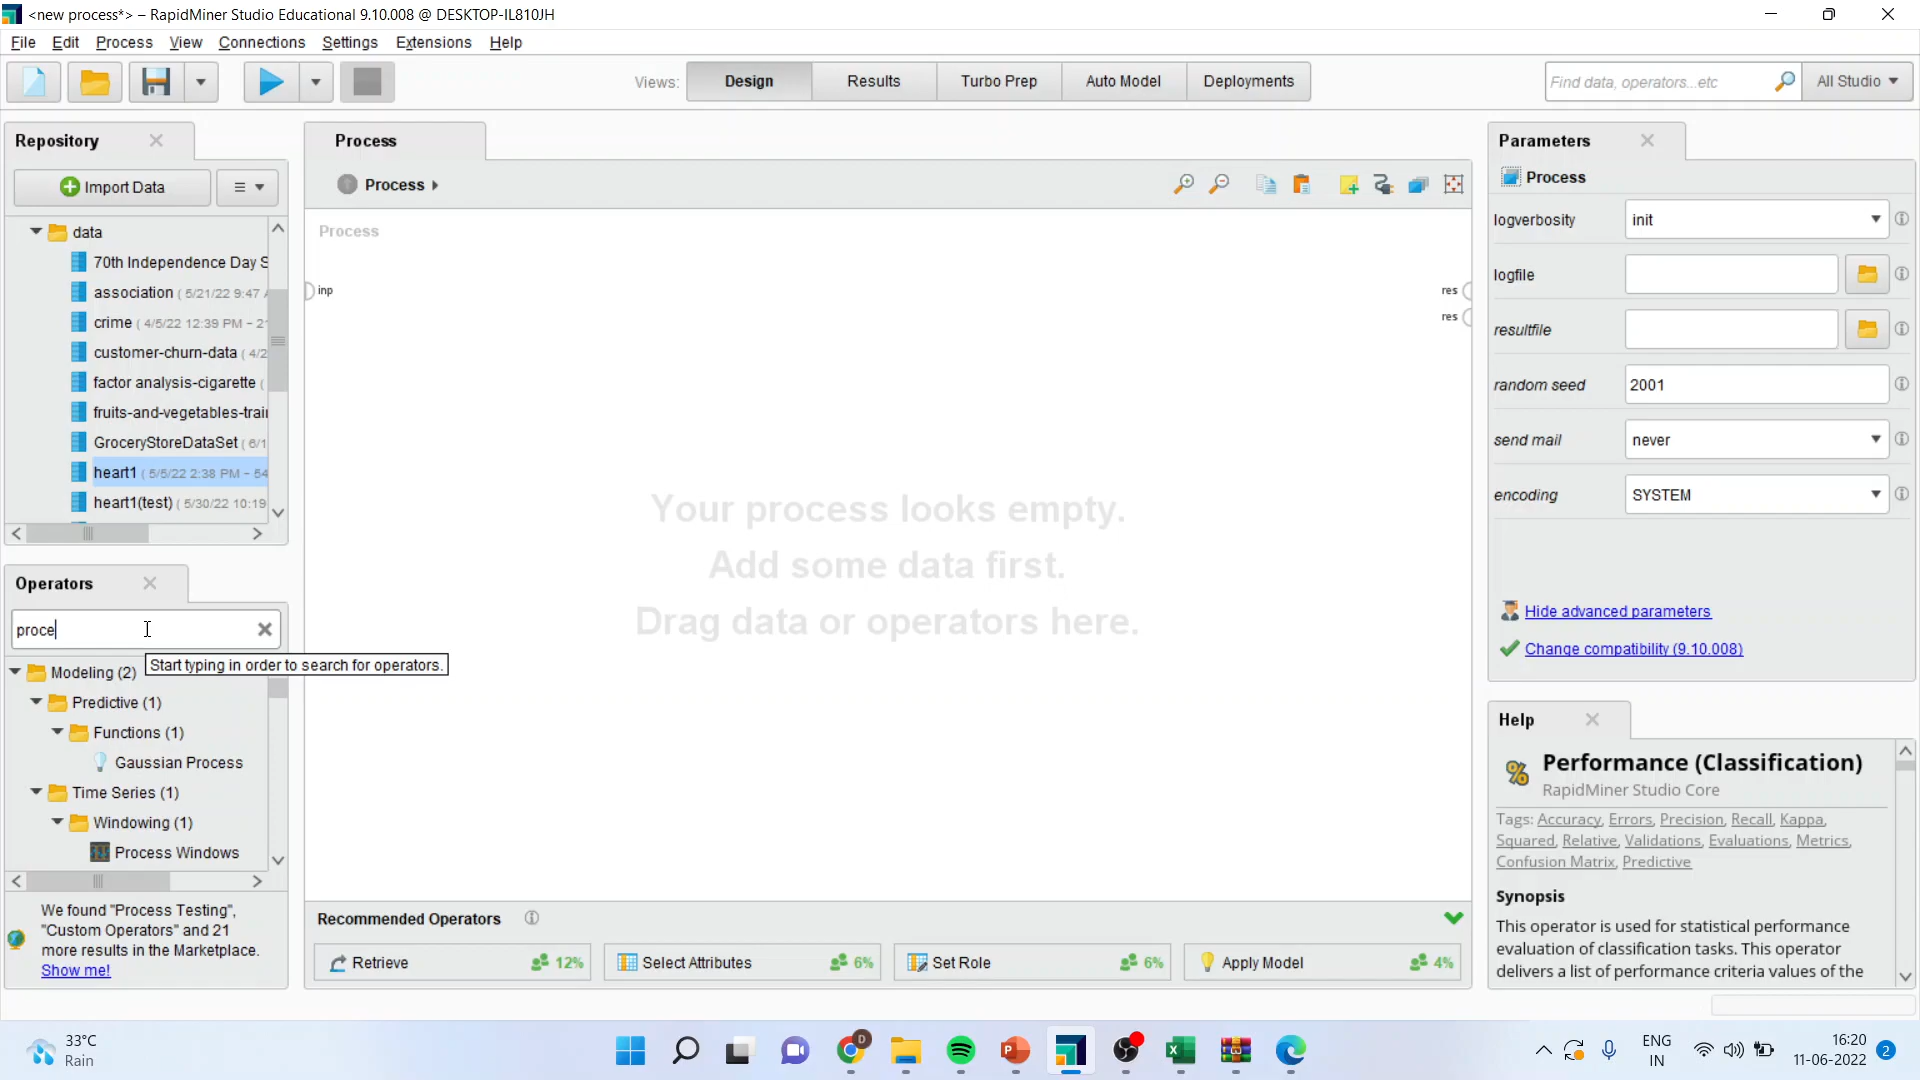 <new process*> – RapidMiner Studio Educational 9.10.008 @ DESKTOP-IL810JH
File Edit Process View Connections Settings Extensions Help
Views: Design Results Turbo Prep Auto Model Deployments Find data, operators...etc All Studio
Repository
Import Data
data
70th Independence Day S
association ( 5/21/22 9:47
crime ( 4/5/22 12:39 PM – 2
customer-churn-data ( 4/2
factor analysis-cigarette (
fruits-and-vegetables-trai
GroceryStoreDataSet ( 6/1
heart1 ( 5/5/22 2:38 PM – 54
heart1(test) ( 5/30/22 10:19
Operators
proce
Start typing in order to search for operators.
Modeling (2)
Predictive (1)
Functions (1)
Gaussian Process
Time Series (1)
Windowing (1)
Process Windows
We found "Process Testing",
"Custom Operators" and 21
more results in the Marketplace.
Show me!
Process
Process
Process
inp
res
res
Your process looks empty.
Add some data first.
Drag data or operators here.
Recommended Operators
Retrieve 12% Select Attributes 6% Set Role 6% Apply Model 4%
Parameters
Process
logverbosity init
logfile
resultfile
random seed 2001
send mail never
encoding SYSTEM
Hide advanced parameters
Change compatibility (9.10.008)
Help
Performance (Classification)
RapidMiner Studio Core
Tags: Accuracy, Errors, Precision, Recall, Kappa,
Squared, Relative, Validations, Evaluations, Metrics,
Confusion Matrix, Predictive
Synopsis
This operator is used for statistical performance
evaluation of classification tasks. This operator
delivers a list of performance criteria values of the
33°C
Rain
D
ENG
IN
16:20
11-06-2022
2